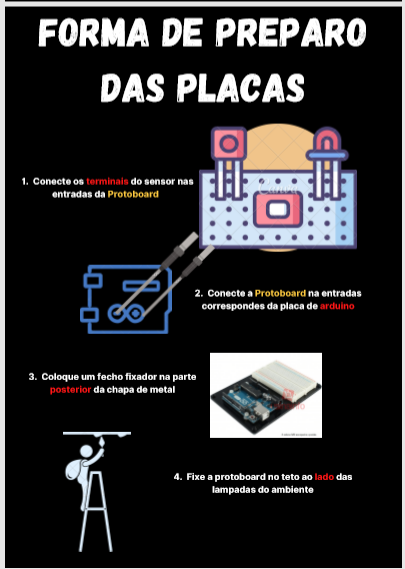 FORMA DE PREPARO
DAS PLACAS
1. Conecte os terminais do sensor nas
entradas da Protoboard
Canva
2. Conecte a Protoboard na entradas
correspondes da placa de arduino
3. Coloque um fecho fixador na parte
posterior da chapa de metal
4. Fixe a protoboard no teto ao lado das
lampadas do ambiente